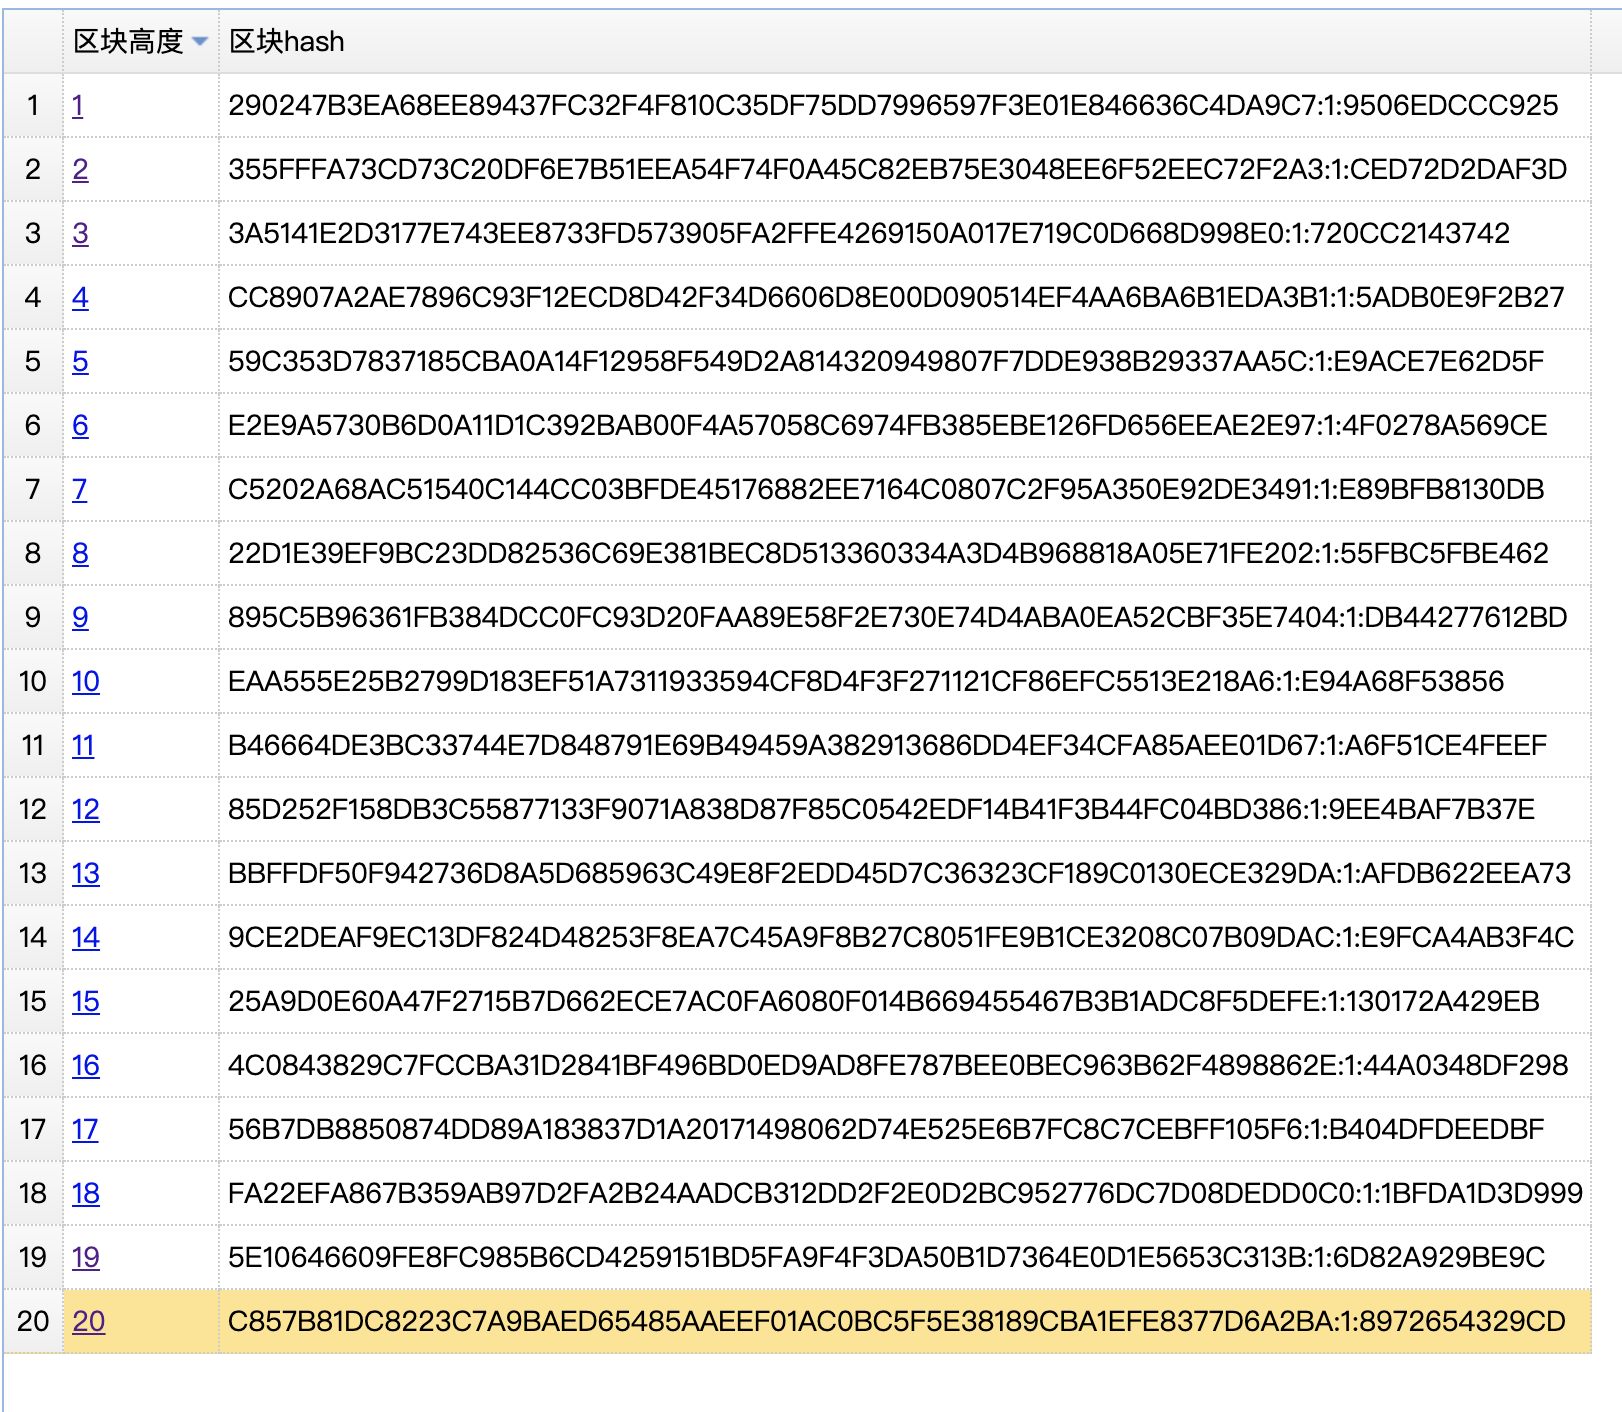 区块高度 区块hash
1 1 290247B3EA68EE89437FC32F4F810C35DF75DD7996597F3E01E846636C4DA9C7:1:9506EDCCC925
2 2 355FFFA73CD73C20DF6E7B51EEA54F74F0A45C82EB75E3048EE6F52EEC72F2A3:1:CED72D2DAF3D
3 3 3A5141E2D3177E743EE8733FD573905FA2FFE4269150A017E719C0D668D998E0:1:720CC2143742
4 4 CC8907A2AE7896C93F12ECD8D42F34D6606D8E00D090514EF4AA6BA6B1EDA3B1:1:5ADB0E9F2B27
5 5 59C353D7837185CBA0A14F12958F549D2A814320949807F7DDE938B29337AA5C:1:E9ACE7E62D5F
6 6 E2E9A5730B6D0A11D1C392BAB00F4A57058C6974FB385EBE126FD656EEAE2E97:1:4F0278A569CE
7 7 C5202A68AC51540C144CC03BFDE45176882EE7164C0807C2F95A350E92DE3491:1:E89BFB8130DB
8 8 22D1E39EF9BC23DD82536C69E381BEC8D513360334A3D4B968818A05E71FE202:1:55FBC5FBE462
9 9 895C5B96361FB384DCC0FC93D20FAA89E58F2E730E74D4ABA0EA52CBF35E7404:1:DB44277612BD
10 10 EAA555E25B2799D183EF51A7311933594CF8D4F3F271121CF86EFC5513E218A6:1:E94A68F53856
11 11 B46664DE3BC33744E7D848791E69B49459A382913686DD4EF34CFA85AEE01D67:1:A6F51CE4FEEF
12 12 85D252F158DB3C55877133F9071A838D87F85C0542EDF14B41F3B44FC04BD386:1:9EE4BAF7B37E
13 13 BBFFDF50F942736D8A5D685963C49E8F2EDD45D7C36323CF189C0130ECE329DA:1:AFDB622EEA73
14 14 9CE2DEAF9EC13DF824D48253F8EA7C45A9F8B27C8051FE9B1CE3208C07B09DAC:1:E9FCA4AB3F4C
15 15 25A9D0E60A47F2715B7D662ECE7AC0FA6080F014B669455467B3B1ADC8F5DEFE:1:130172A429EB
16 16 4C0843829C7FCCBA31D2841BF496BD0ED9AD8FE787BEE0BEC963B62F4898862E:1:44A0348DF298
17 17 56B7DB8850874DD89A183837D1A20171498062D74E525E6B7FC8C7CEBFF105F6:1:B404DFDEEDBF
18 18 FA22EFA867B359AB97D2FA2B24AADCB312DD2F2E0D2BC952776DC7D08DEDD0C0:1:1BFDA1D3D999
19 19 5E10646609FE8FC985B6CD4259151BD5FA9F4F3DA50B1D7364E0D1E5653C313B:1:6D82A929BE9C
20 20 C857B81DC8223C7A9BAED65485AAEEF01AC0BC5F5E38189CBA1EFE8377D6A2BA:1:8972654329CD